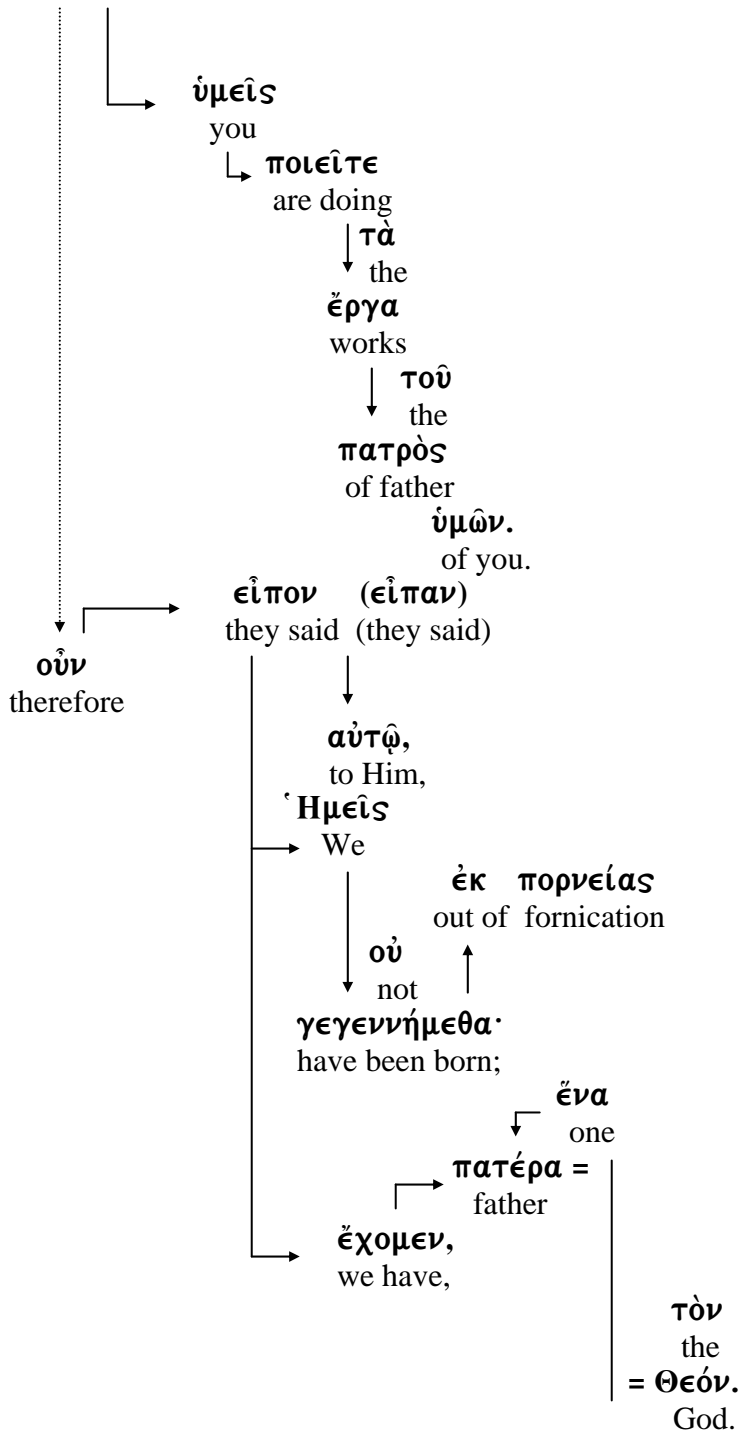 ὑμεῖς
you
ποιεῖτε
are doing
τὰ
the
ἔργα
works
τοῦ
the
πατρὸς
of father
ὑμῶν.
of you.
εἶπον (εἶπαν)
they said (they said)
οὖν
therefore
αὐτῷ,
to Him,
Ἡμεῖς
We
ἐκ πορνείας
out of fornication
οὐ
not
γεγεννήμεθα·
have been born;
ἕνα
one
πατέρα =
father
ἔχομεν,
we have,
τὸν
the
= Θεόν.
God.